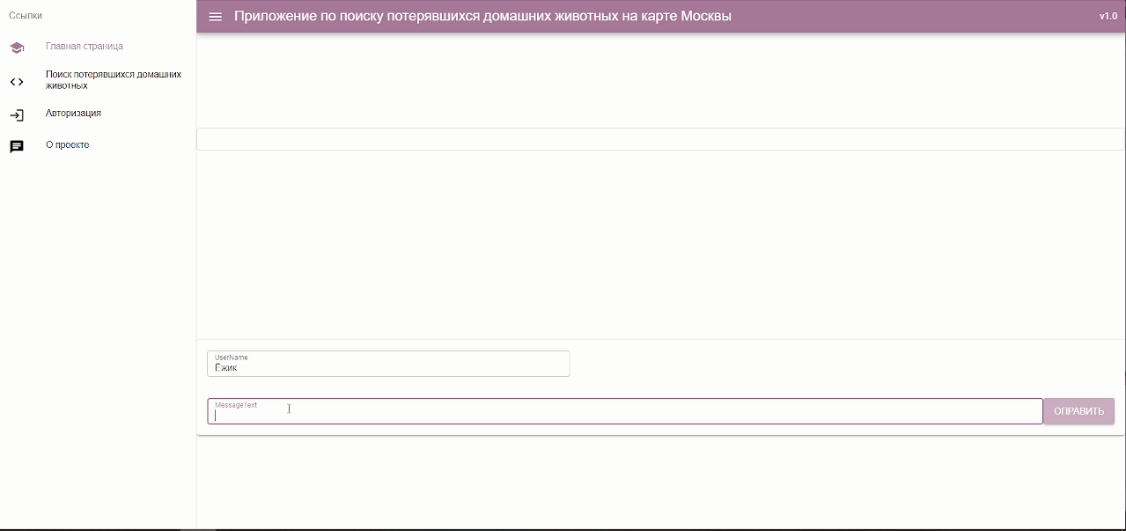 Ссылки
Приложение по поиску потерявшихся домашних животных на карте Москвы
v1.0
Главная страница
Поиск потерявшихся домашних
животных
Авторизация
О проекте
UserName
Ёжик
MessageText
ОПРАВИТЬ